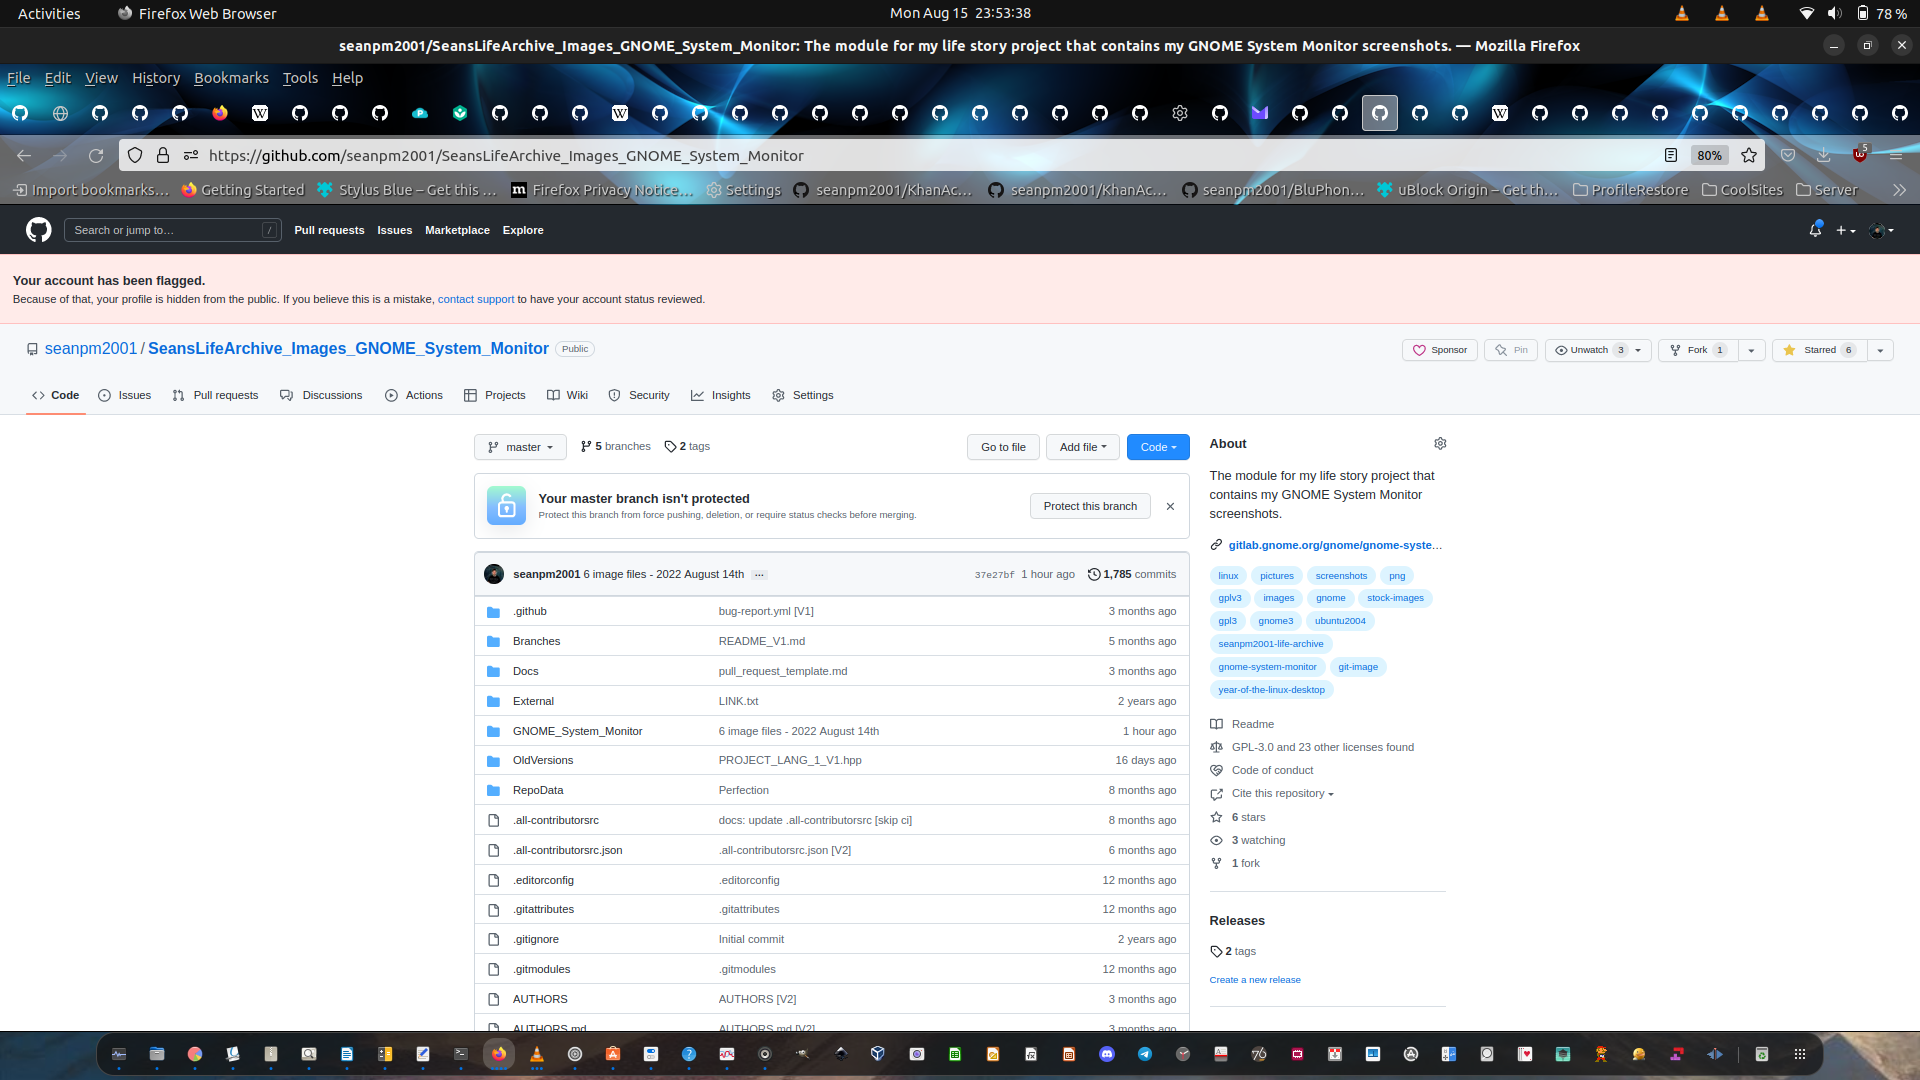 Activities
Firefox Web Browser
Mon Aug 15 23:53:38
78 %
seanpm2001/SeansLifeArchive_Images_GNOME_System_Monitor: The module for my life story project that contains my GNOME System Monitor screenshots. — Mozilla Firefox
File Edit View History Bookmarks Tools Help
https://github.com/seanpm2001/SeansLifeArchive_Images_GNOME_System_Monitor
80%
5
Import bookmarks…
Getting Started
Stylus Blue – Get this …
Firefox Privacy Notice…
Settings
seanpm2001/KhanAc…
seanpm2001/KhanAc…
seanpm2001/BluPhon…
uBlock Origin – Get th…
ProfileRestore
CoolSites
Server
Search or jump to…
/
Pull requests
Issues
Marketplace
Explore
Your account has been flagged.
Because of that, your profile is hidden from the public. If you believe this is a mistake, contact support to have your account status reviewed.
seanpm2001 / SeansLifeArchive_Images_GNOME_System_Monitor
Public
Sponsor
Pin
Unwatch 3
Fork 1
Starred 6
Code
Issues
Pull requests
Discussions
Actions
Projects
Wiki
Security
Insights
Settings
master
5 branches
2 tags
Go to file
Add file
Code
Your master branch isn't protected
Protect this branch from force pushing, deletion, or require status checks before merging.
Protect this branch
seanpm2001 6 image files - 2022 August 14th
…
37e27bf 1 hour ago
1,785 commits
.github bug-report.yml [V1] 3 months ago
Branches README_V1.md 5 months ago
Docs pull_request_template.md 3 months ago
External LINK.txt 2 years ago
GNOME_System_Monitor 6 image files - 2022 August 14th 1 hour ago
OldVersions PROJECT_LANG_1_V1.hpp 16 days ago
RepoData Perfection 8 months ago
.all-contributorsrc docs: update .all-contributorsrc [skip ci] 8 months ago
.all-contributorsrc.json .all-contributorsrc.json [V2] 6 months ago
.editorconfig .editorconfig 12 months ago
.gitattributes .gitattributes 12 months ago
.gitignore Initial commit 2 years ago
.gitmodules .gitmodules 12 months ago
AUTHORS AUTHORS [V2] 3 months ago
AUTHORS.md AUTHORS.md [V2] 3 months ago
About
The module for my life story project that
contains my GNOME System Monitor
screenshots.
gitlab.gnome.org/gnome/gnome-syste…
linux pictures screenshots png
gplv3 images gnome stock-images
gpl3 gnome3 ubuntu2004
seanpm2001-life-archive
gnome-system-monitor git-image
year-of-the-linux-desktop
Readme
GPL-3.0 and 23 other licenses found
Code of conduct
Cite this repository
6 stars
3 watching
1 fork
Releases
2 tags
Create a new release